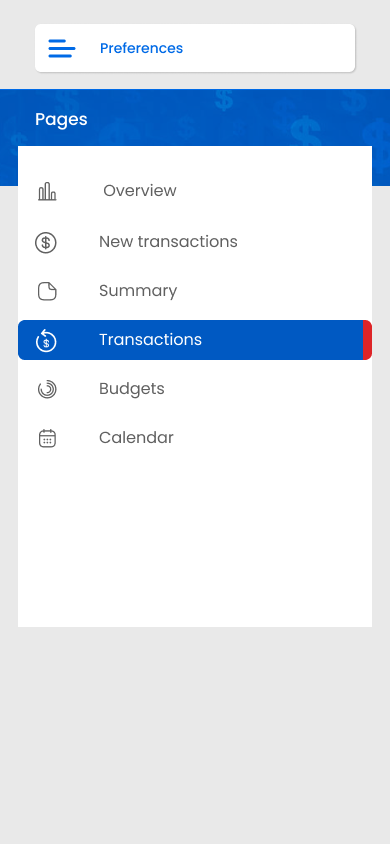 Preferences
Pages
Overview
New transactions
Summary
Transactions
Budgets
Calendar